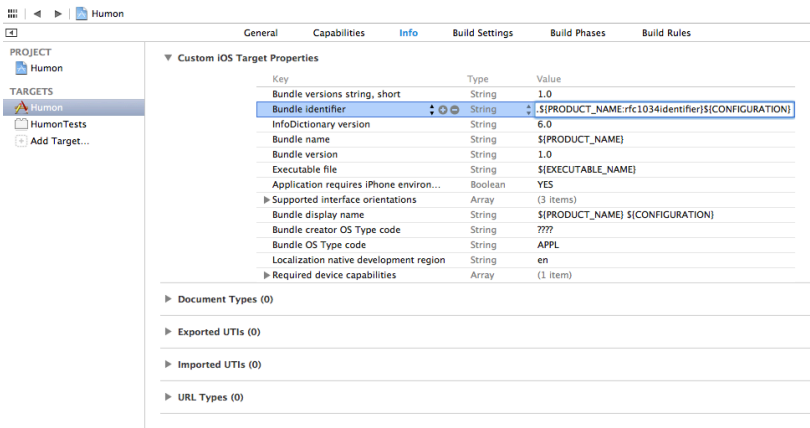 Humon
General Capabilities Info Build Settings Build Phases Build Rules
PROJECT
Humon
TARGETS
Humon
HumonTests
Add Target...
Custom iOS Target Properties
Key Type Value
Bundle versions string, short String 1.0
Bundle identifier String .${PRODUCT_NAME:rfc1034identifier}${CONFIGURATION}
InfoDictionary version String 6.0
Bundle name String ${PRODUCT_NAME}
Bundle version String 1.0
Executable file String ${EXECUTABLE_NAME}
Application requires iPhone environ... Boolean YES
Supported interface orientations Array (3 items)
Bundle display name String ${PRODUCT_NAME} ${CONFIGURATION}
Bundle creator OS Type code String ????
Bundle OS Type code String APPL
Localization native development region String en
Required device capabilities Array (1 item)
Document Types (0)
Exported UTIs (0)
Imported UTIs (0)
URL Types (0)